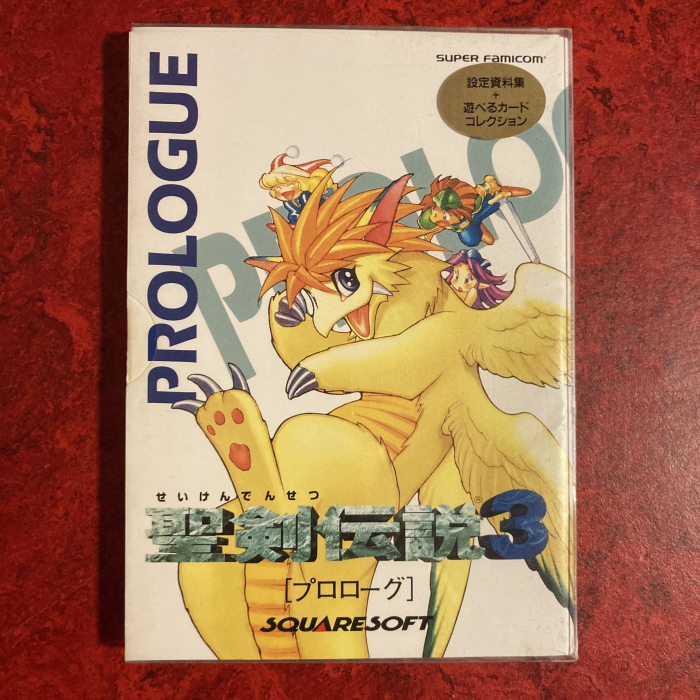 PROLOGUE
SUPER FAMICOM
設定資料集
+
遊べるカード
コレクション
PROLO
せいけんでんせつ
聖剣伝説3
®
[プロローグ]
SQUARESOFT